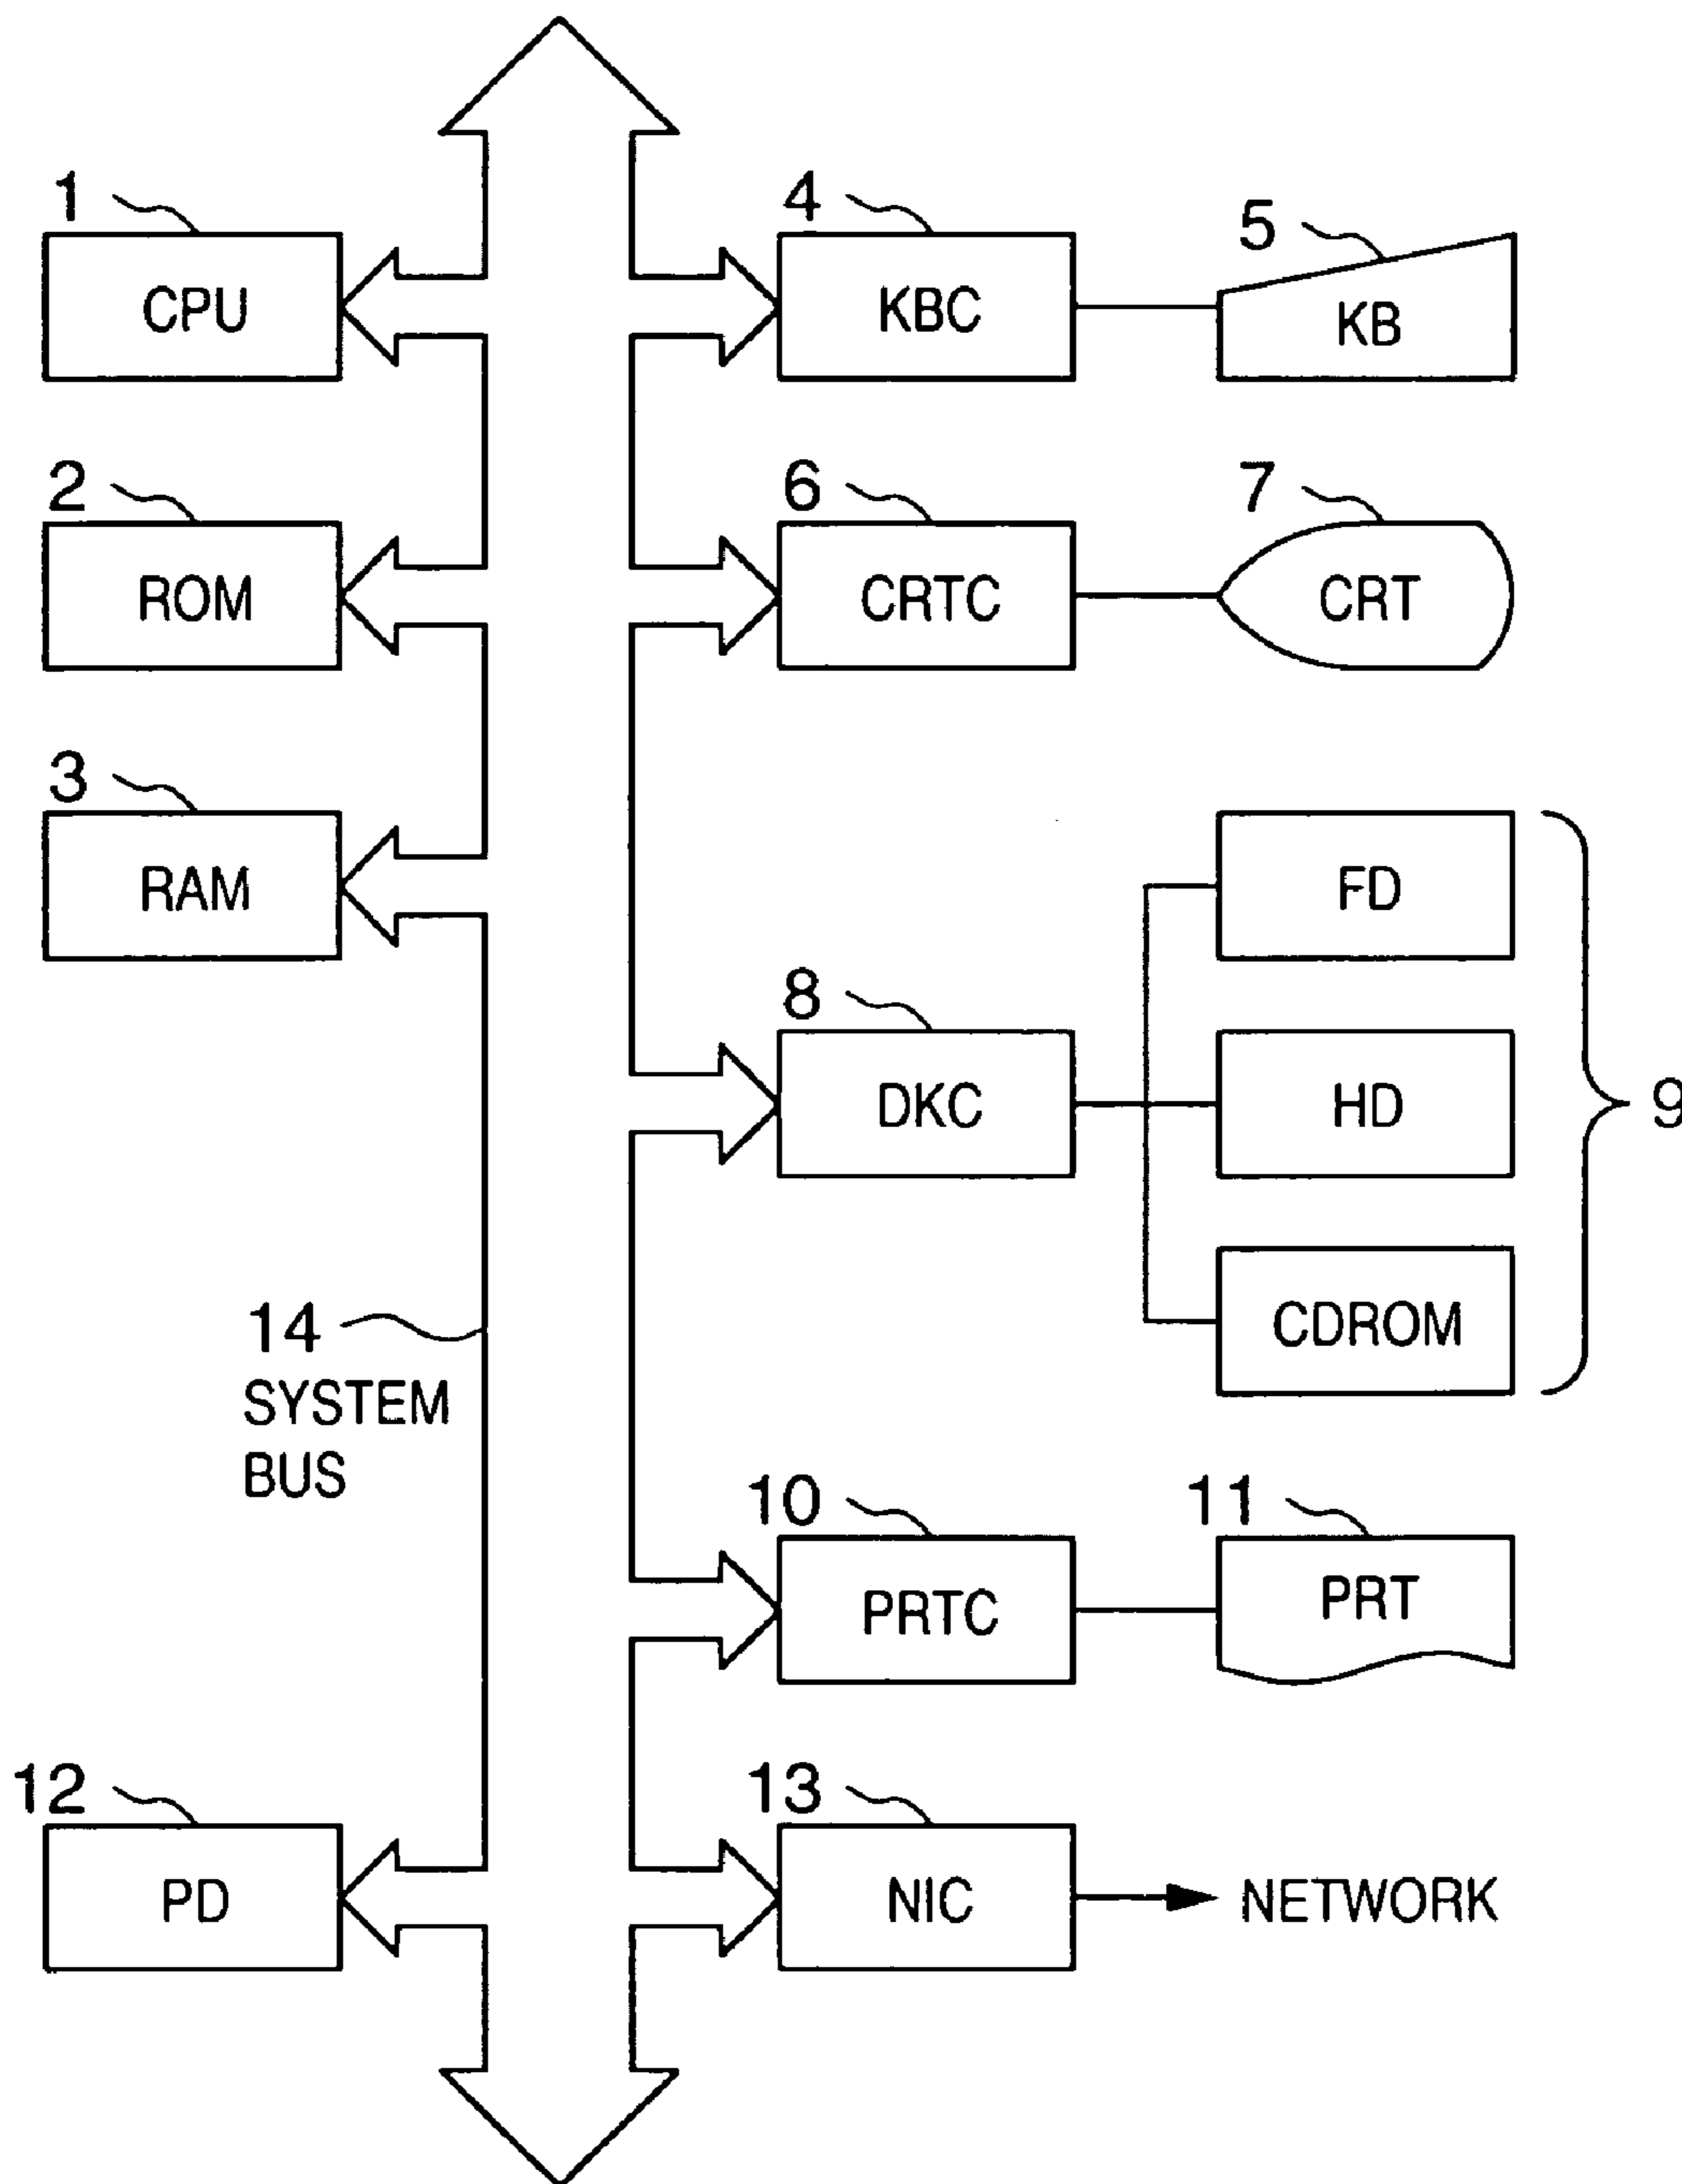 1
CPU
4
KBC
5
KB
2
ROM
6
CRTC
7
CRT
3
RAM
FD
8
DKC
HD
9
CDROM
14
SYSTEM
BUS
10
PRTC
11
PRT
12
PD
13
NIC
NETWORK